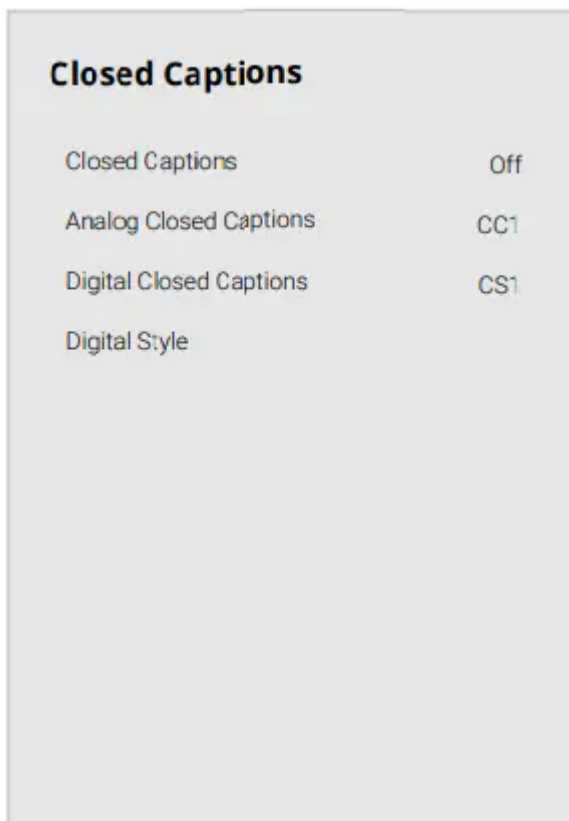 Closed Captions
Closed Captions Off
Analog Closed Captions CC1
Digital Closed Captions CS1
Digital Style